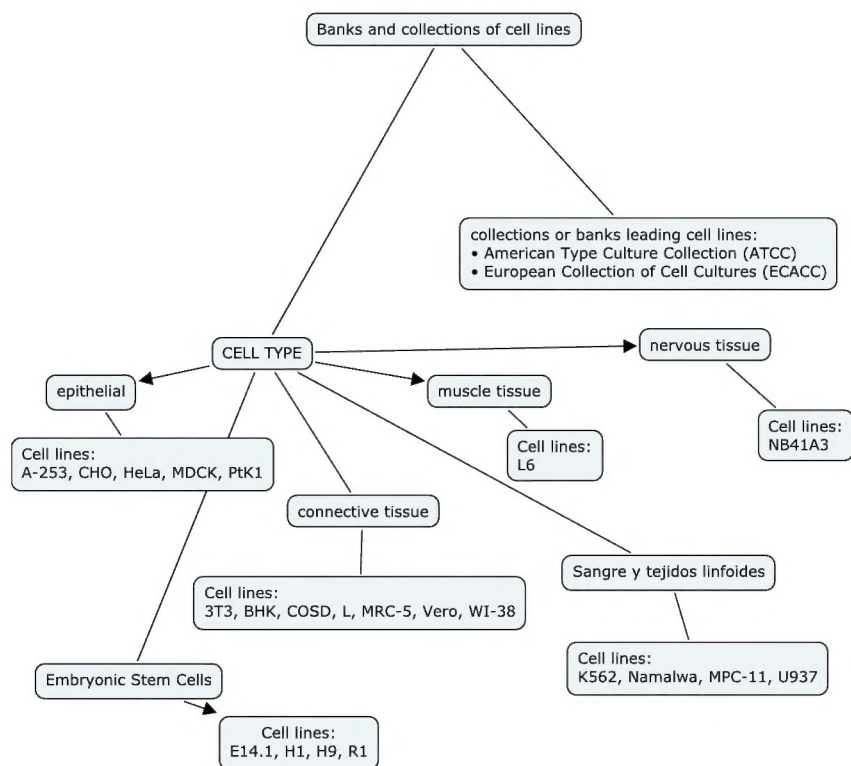 Banks and collections of cell lines
collections or banks leading cell lines:
• American Type Culture Collection (ATCC)
• European Collection of Cell Cultures (ECACC)
CELL TYPE
nervous tissue
epithelial
muscle tissue
Cell lines:
NB41A3
Cell lines:
L6
Cell lines:
A-253, CHO, HeLa, MDCK, PtK1
connective tissue
Sangre y tejidos linfoides
Cell lines:
3T3, BHK, COSD, L, MRC-5, Vero, WI-38
Cell lines:
K562, Namalwa, MPC-11, U937
Embryonic Stem Cells
Cell lines:
E14.1, H1, H9, R1